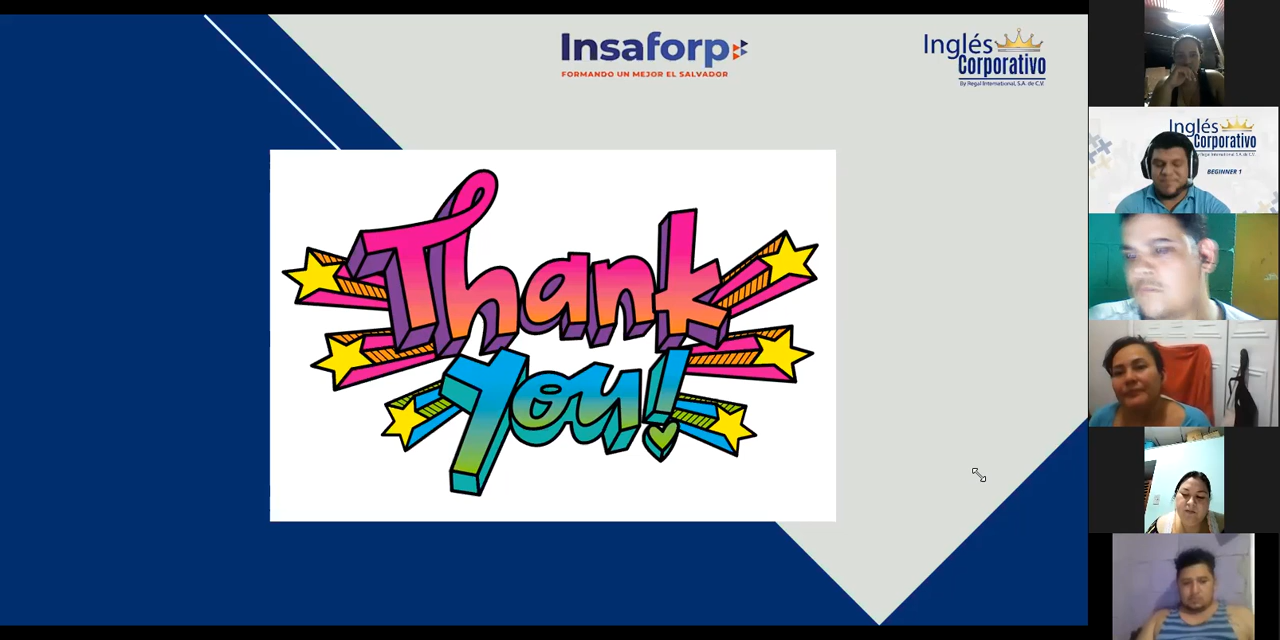 Insaforp
FORMANDO UN MEJOR EL SALVADOR
Inglés
Corporativo
By Regal International, S.A. de C.V.
Thank
You!
Inglés
Corporativo
BEGINNER 1